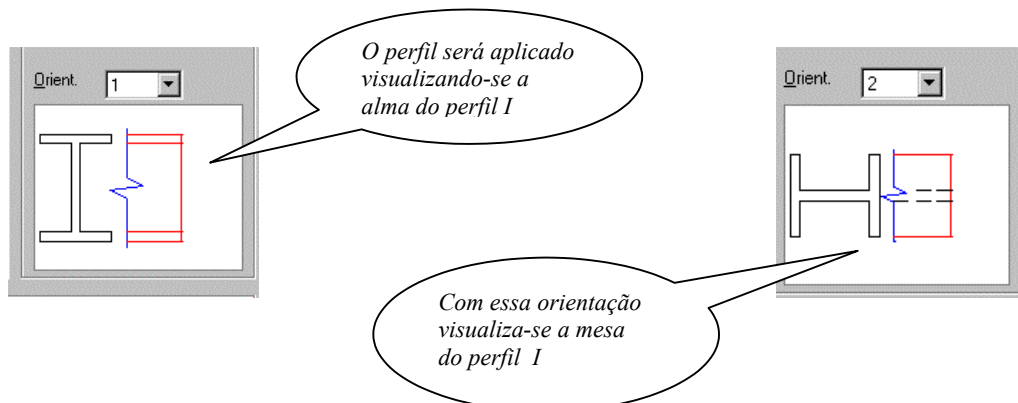 O perfil será aplicado
visualizando-se a
alma do perfil I
Orient.
1
Orient.
2
Com essa orientação
visualiza-se a mesa
do perfil I